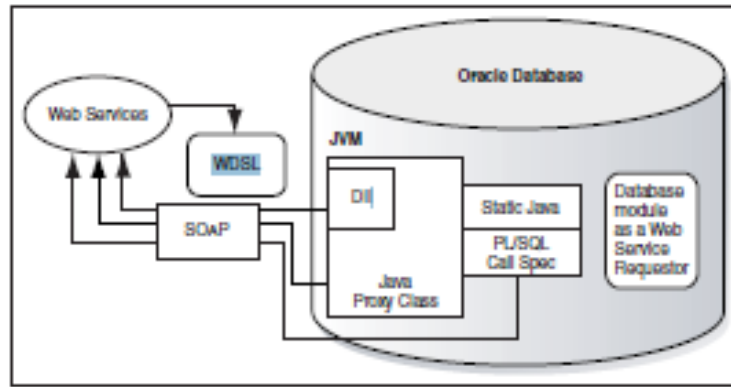 Oracle Database
Web Services
JVM
WDSL
DII
Static Java
SOAP
PL/SQL
Call Spec
Java
Proxy Class
Database
module
as a Web
Service
Requestor